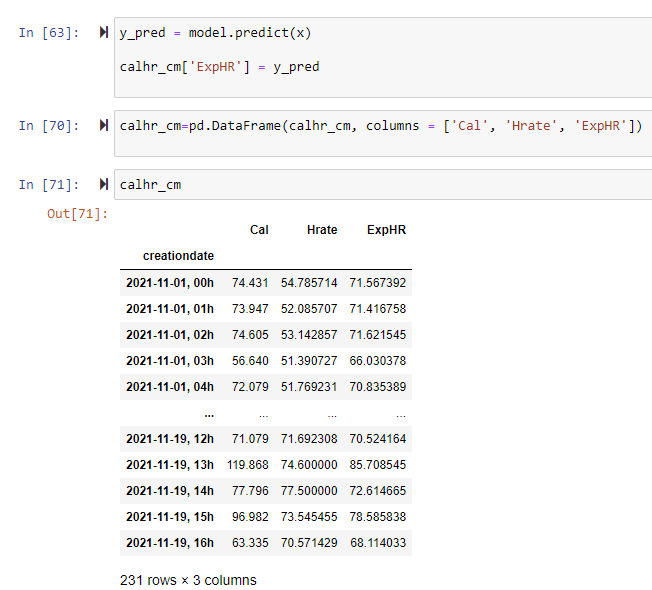 In [63]: y_pred = model.predict(x)
calhr_cm['ExpHR'] = y_pred
In [70]: calhr_cm=pd.DataFrame(calhr_cm, columns = ['Cal', 'Hrate', 'ExpHR'])
In [71]: calhr_cm
Out[71]:
Cal Hrate ExpHR
creationdate
2021-11-01, 00h 74.431 54.785714 71.567392
2021-11-01, 01h 73.947 52.085707 71.416758
2021-11-01, 02h 74.605 53.142857 71.621545
2021-11-01, 03h 56.640 51.390727 66.030378
2021-11-01, 04h 72.079 51.769231 70.835389
... ... ... ...
2021-11-19, 12h 71.079 71.692308 70.524164
2021-11-19, 13h 119.868 74.600000 85.708545
2021-11-19, 14h 77.796 77.500000 72.614665
2021-11-19, 15h 96.982 73.545455 78.585838
2021-11-19, 16h 63.335 70.571429 68.114033
231 rows × 3 columns